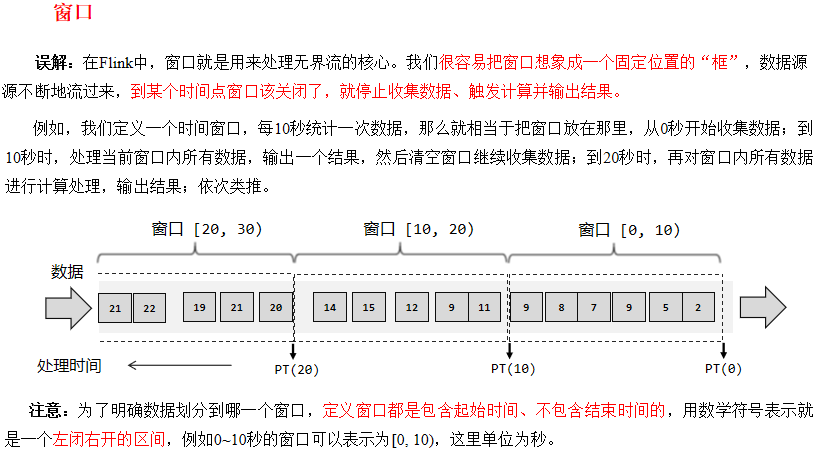 窗口
误解：在Flink中，窗口就是用来处理无界流的核心。我们很容易把窗口想象成一个固定位置的“框”，数据源
源不断地流过来，到某个时间点窗口该关闭了，就停止收集数据、触发计算并输出结果。
例如，我们定义一个时间窗口，每10秒统计一次数据，那么就相当于把窗口放在那里，从0秒开始收集数据；到
10秒时，处理当前窗口内所有数据，输出一个结果，然后清空窗口继续收集数据；到20秒时，再对窗口内所有数据
进行计算处理，输出结果；依次类推。
窗口 [20, 30) 窗口 [10, 20) 窗口 [0, 10)
数据
21 22 19 21 20 14 15 12 9 11 9 8 7 9 5 2
处理时间 PT(20) PT(10) PT(0)
注意：为了明确数据划分到哪一个窗口，定义窗口都是包含起始时间、不包含结束时间的，用数学符号表示就
是一个左闭右开的区间，例如0~10秒的窗口可以表示为[0, 10)，这里单位为秒。